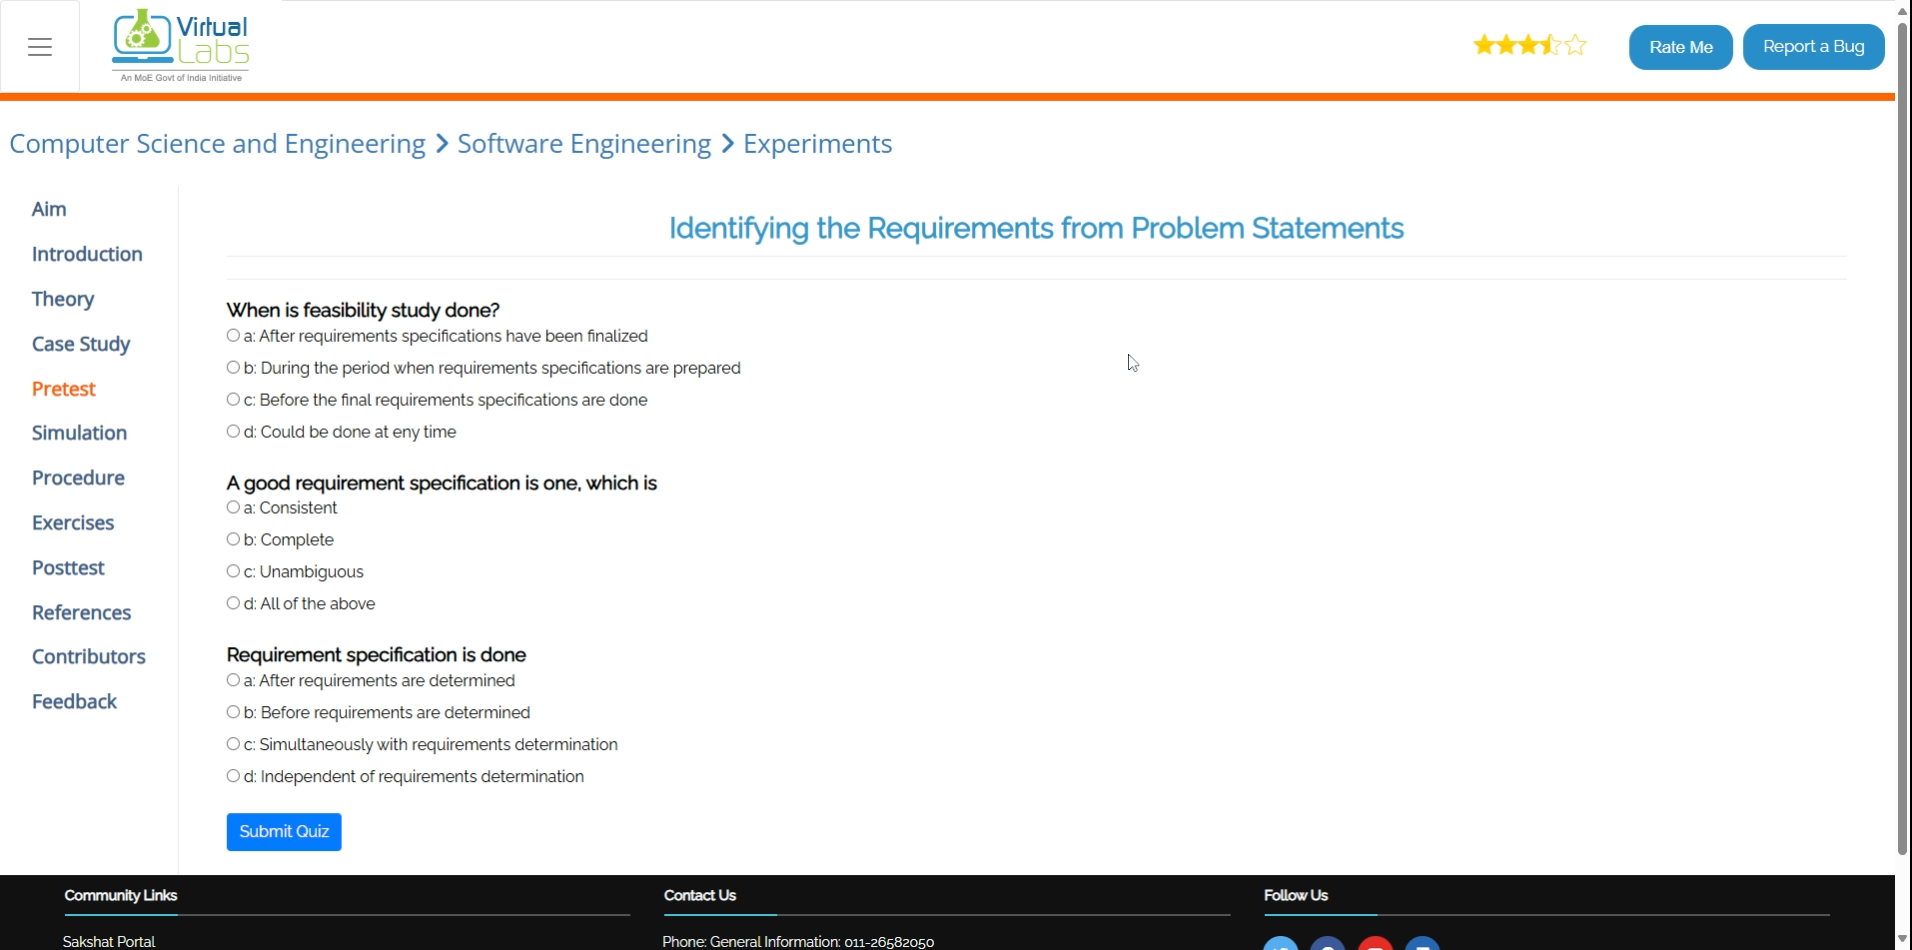 Virtual
Labs
An MoE Govt of India Initiative
Rate Me
Report a Bug
Computer Science and Engineering > Software Engineering > Experiments
Aim
Introduction
Theory
Case Study
Pretest
Simulation
Procedure
Exercises
Posttest
References
Contributors
Feedback
Identifying the Requirements from Problem Statements
When is feasibility study done?
a: After requirements specifications have been finalized
b: During the period when requirements specifications are prepared
c: Before the final requirements specifications are done
d: Could be done at eny time
A good requirement specification is one, which is
a: Consistent
b: Complete
c: Unambiguous
d: All of the above
Requirement specification is done
a: After requirements are determined
b: Before requirements are determined
c: Simultaneously with requirements determination
d: Independent of requirements determination
Submit Quiz
Community Links
Sakshat Portal
Contact Us
Phone: General Information: 011-26582050
Follow Us